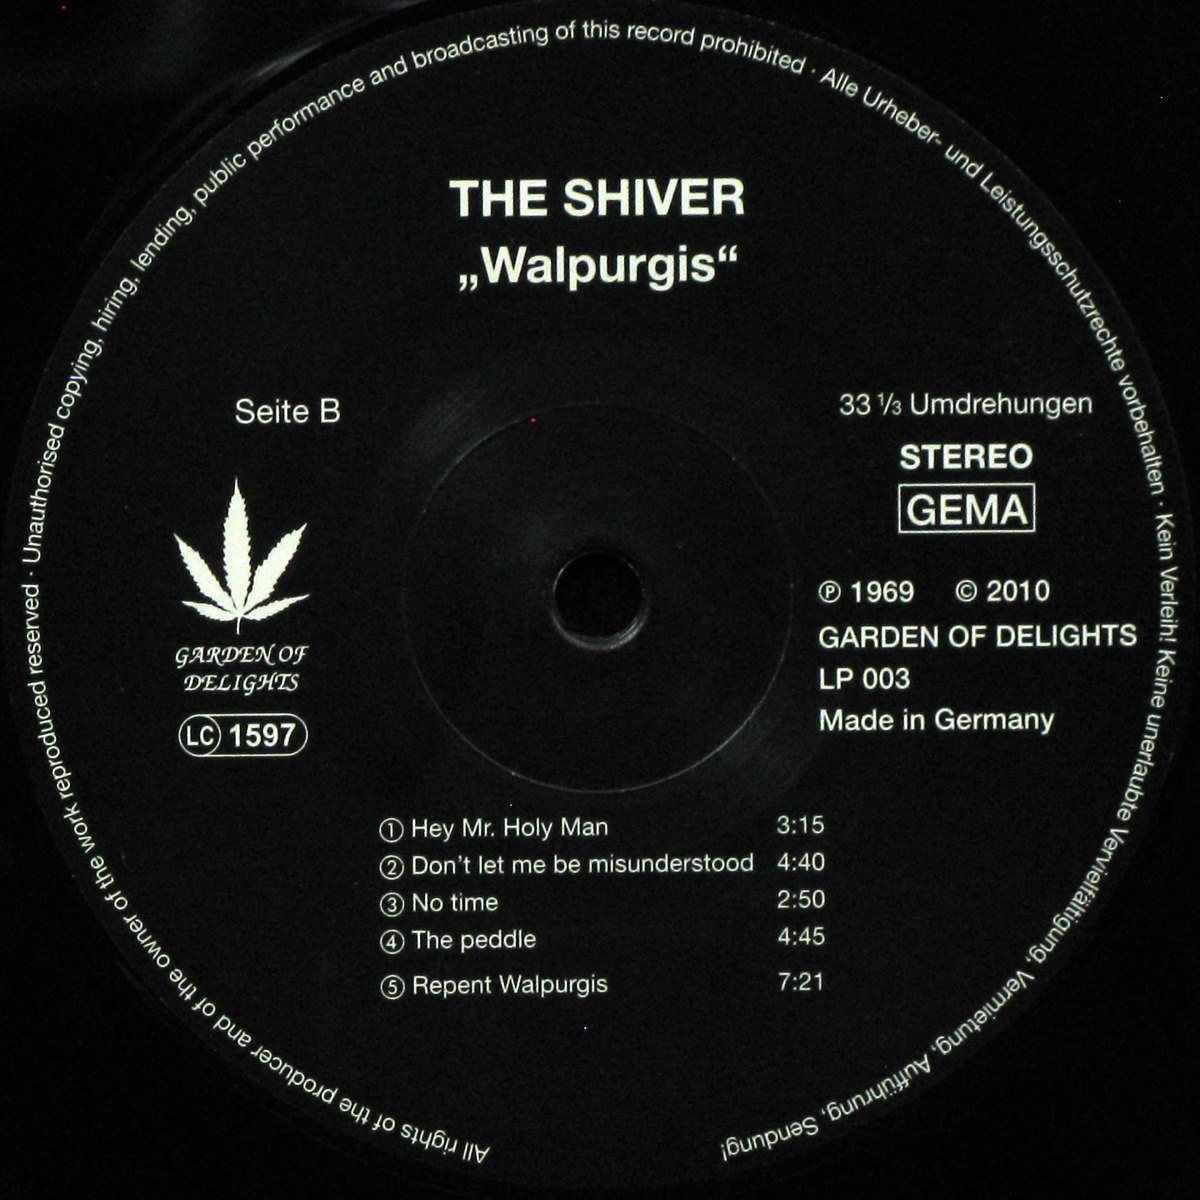 All rights of the producer and of the owner of the work reproduced reserved · Unauthorised copying, hiring, lending, public performance and broadcasting of this record prohibited · Alle Urheber- und Leistungsschutzrechte vorbehalten · Kein Verleih! Keine unerlaubte Vervielfältigung, Vermietung, Aufführung, Sendung!
THE SHIVER
„Walpurgis“
Seite B
GARDEN OF
DELIGHTS
LC 1597
33 1/3 Umdrehungen
STEREO
GEMA
℗ 1969 © 2010
GARDEN OF DELIGHTS
LP 003
Made in Germany
① Hey Mr. Holy Man 3:15
② Don't let me be misunderstood 4:40
③ No time 2:50
④ The peddle 4:45
⑤ Repent Walpurgis 7:21